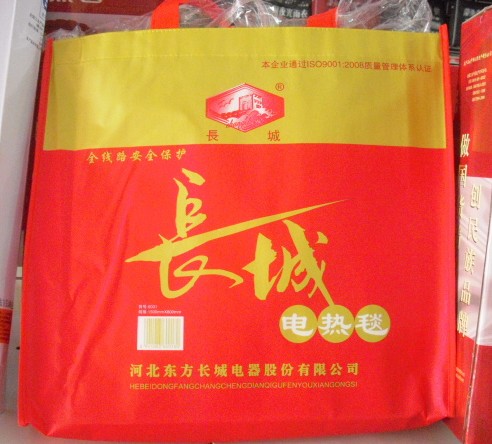 本企业通过ISO9001:2008质量管理体系认证
®
長 城
全线路安全保护
長城
电热毯
河北东方长城电器股份有限公司
HEBEIDONGFANGCHANGCHENGDIANQIGUFENYOUXIANGONGSI